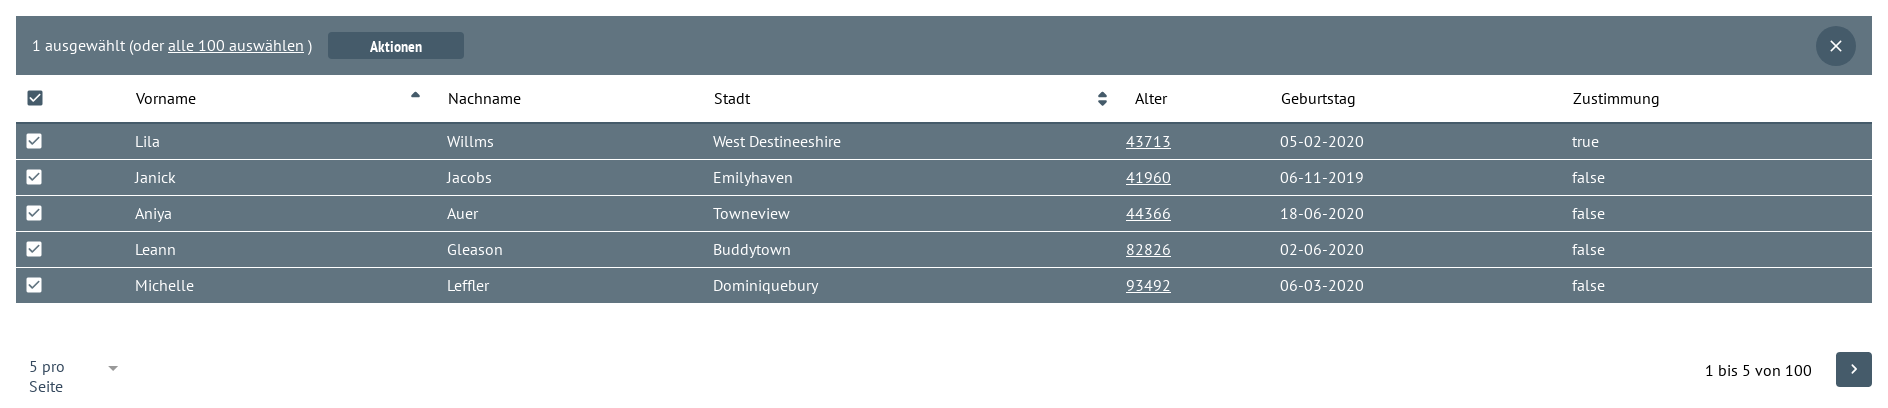 1 ausgewählt (oder alle 100 auswählen ) Aktionen
Vorname Nachname Stadt Alter Geburtstag Zustimmung
Lila Willms West Destineeshire 43713 05-02-2020 true
Janick Jacobs Emilyhaven 41960 06-11-2019 false
Aniya Auer Towneview 44366 18-06-2020 false
Leann Gleason Buddytown 82826 02-06-2020 false
Michelle Leffler Dominiquebury 93492 06-03-2020 false
5 pro
Seite
1 bis 5 von 100